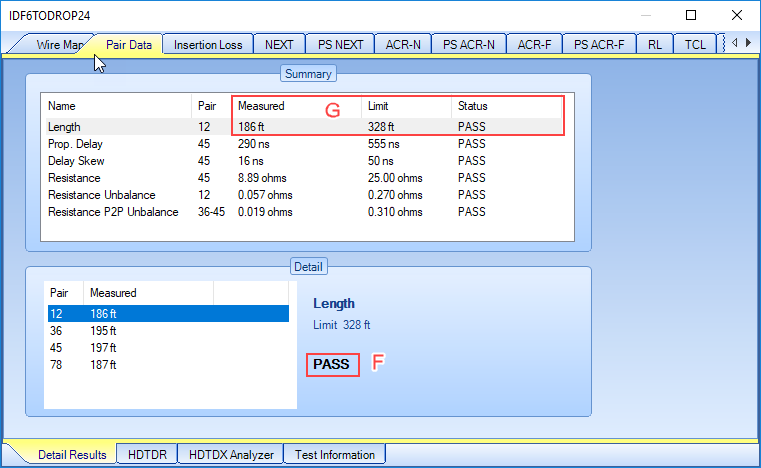 IDF6TODROP24
Wire Map Pair Data Insertion Loss NEXT PS NEXT ACR-N PS ACR-N ACR-F PS ACR-F RL TCL
Summary
Name Pair Measured G Limit Status
Length 12 186 ft 328 ft PASS
Prop. Delay 45 290 ns 555 ns PASS
Delay Skew 45 16 ns 50 ns PASS
Resistance 45 8.89 ohms 25.00 ohms PASS
Resistance Unbalance 12 0.057 ohms 0.270 ohms PASS
Resistance P2P Unbalance 36-45 0.019 ohms 0.310 ohms PASS
Detail
Pair Measured
12 186 ft
36 195 ft
45 197 ft
78 187 ft
Length
Limit 328 ft
PASS F
Detail Results HDTDR HDTDX Analyzer Test Information